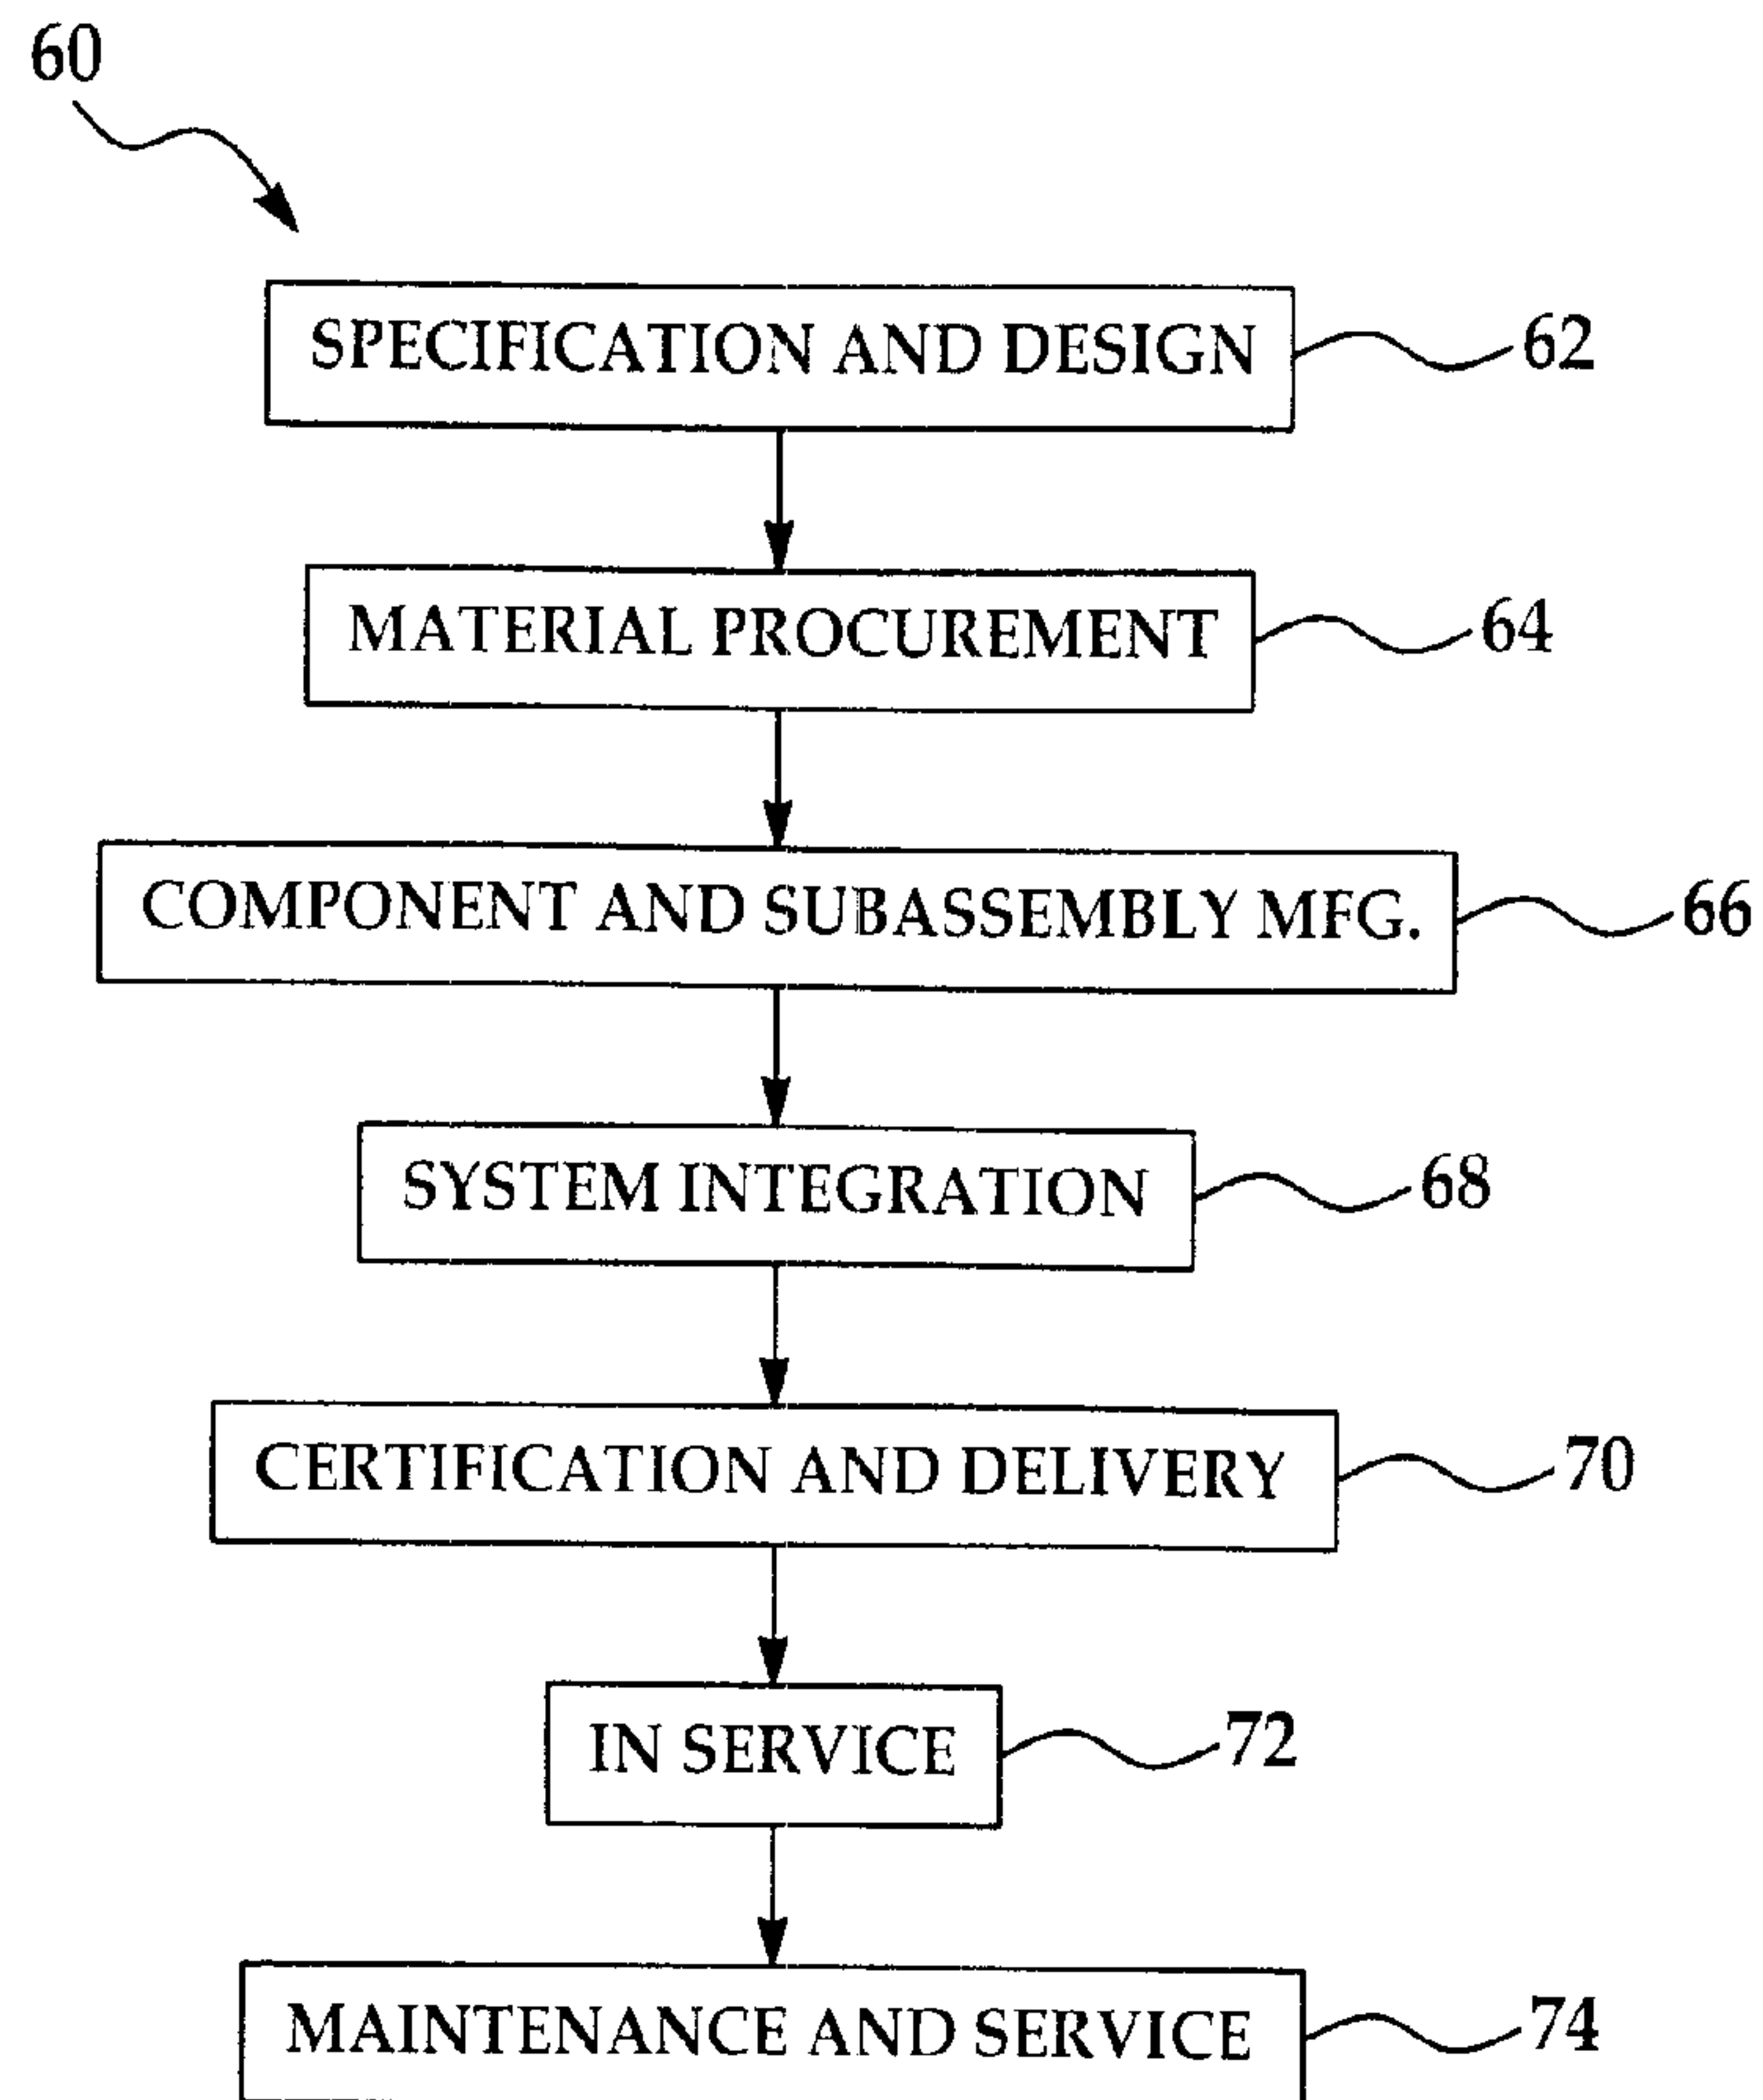 60
SPECIFICATION AND DESIGN 62
MATERIAL PROCUREMENT 64
COMPONENT AND SUBASSEMBLY MFG. 66
SYSTEM INTEGRATION 68
CERTIFICATION AND DELIVERY 70
IN SERVICE 72
MAINTENANCE AND SERVICE 74